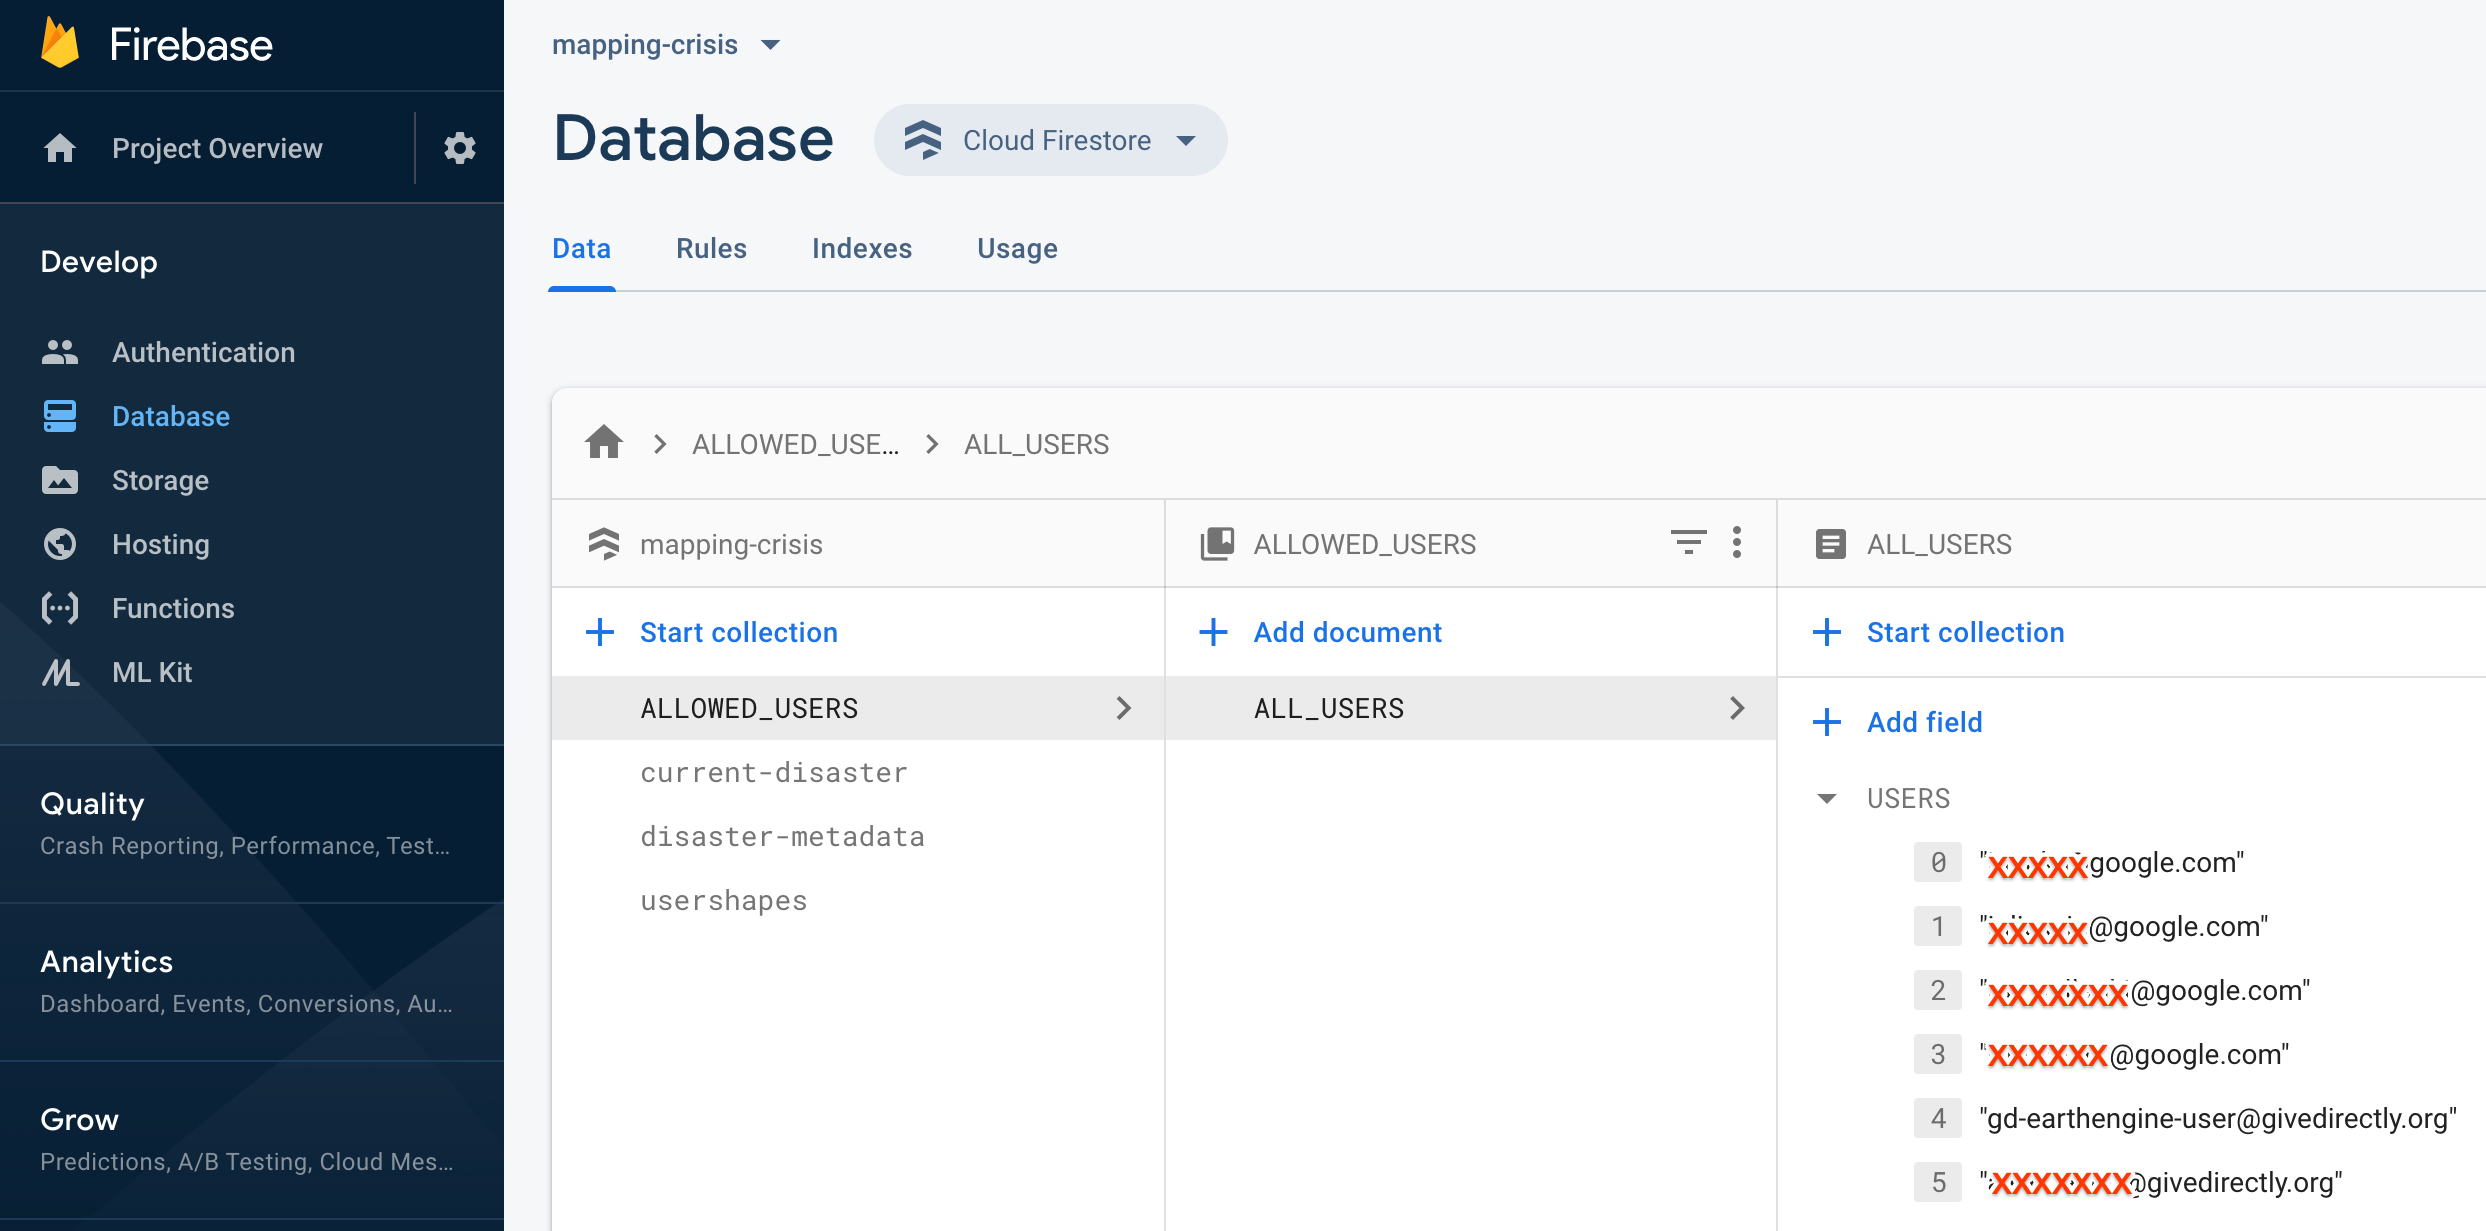 Firebase
Project Overview
Develop
Authentication
Database
Storage
Hosting
Functions
ML Kit
Quality
Crash Reporting, Performance, Test...
Analytics
Dashboard, Events, Conversions, Au...
Grow
Predictions, A/B Testing, Cloud Mes...
mapping-crisis
Database Cloud Firestore
Data Rules Indexes Usage
ALLOWED_USE... ALL_USERS
mapping-crisis
Start collection
ALLOWED_USERS
current-disaster
disaster-metadata
usershapes
ALLOWED_USERS
Add document
ALL_USERS
ALL_USERS
Start collection
Add field
USERS
0 "xxxxxgoogle.com"
1 "xxxxx@google.com"
2 "xxxxxxx@google.com"
3 "xxxxxx@google.com"
4 "gd-earthengine-user@givedirectly.org"
5 "xxxxxxx@givedirectly.org"